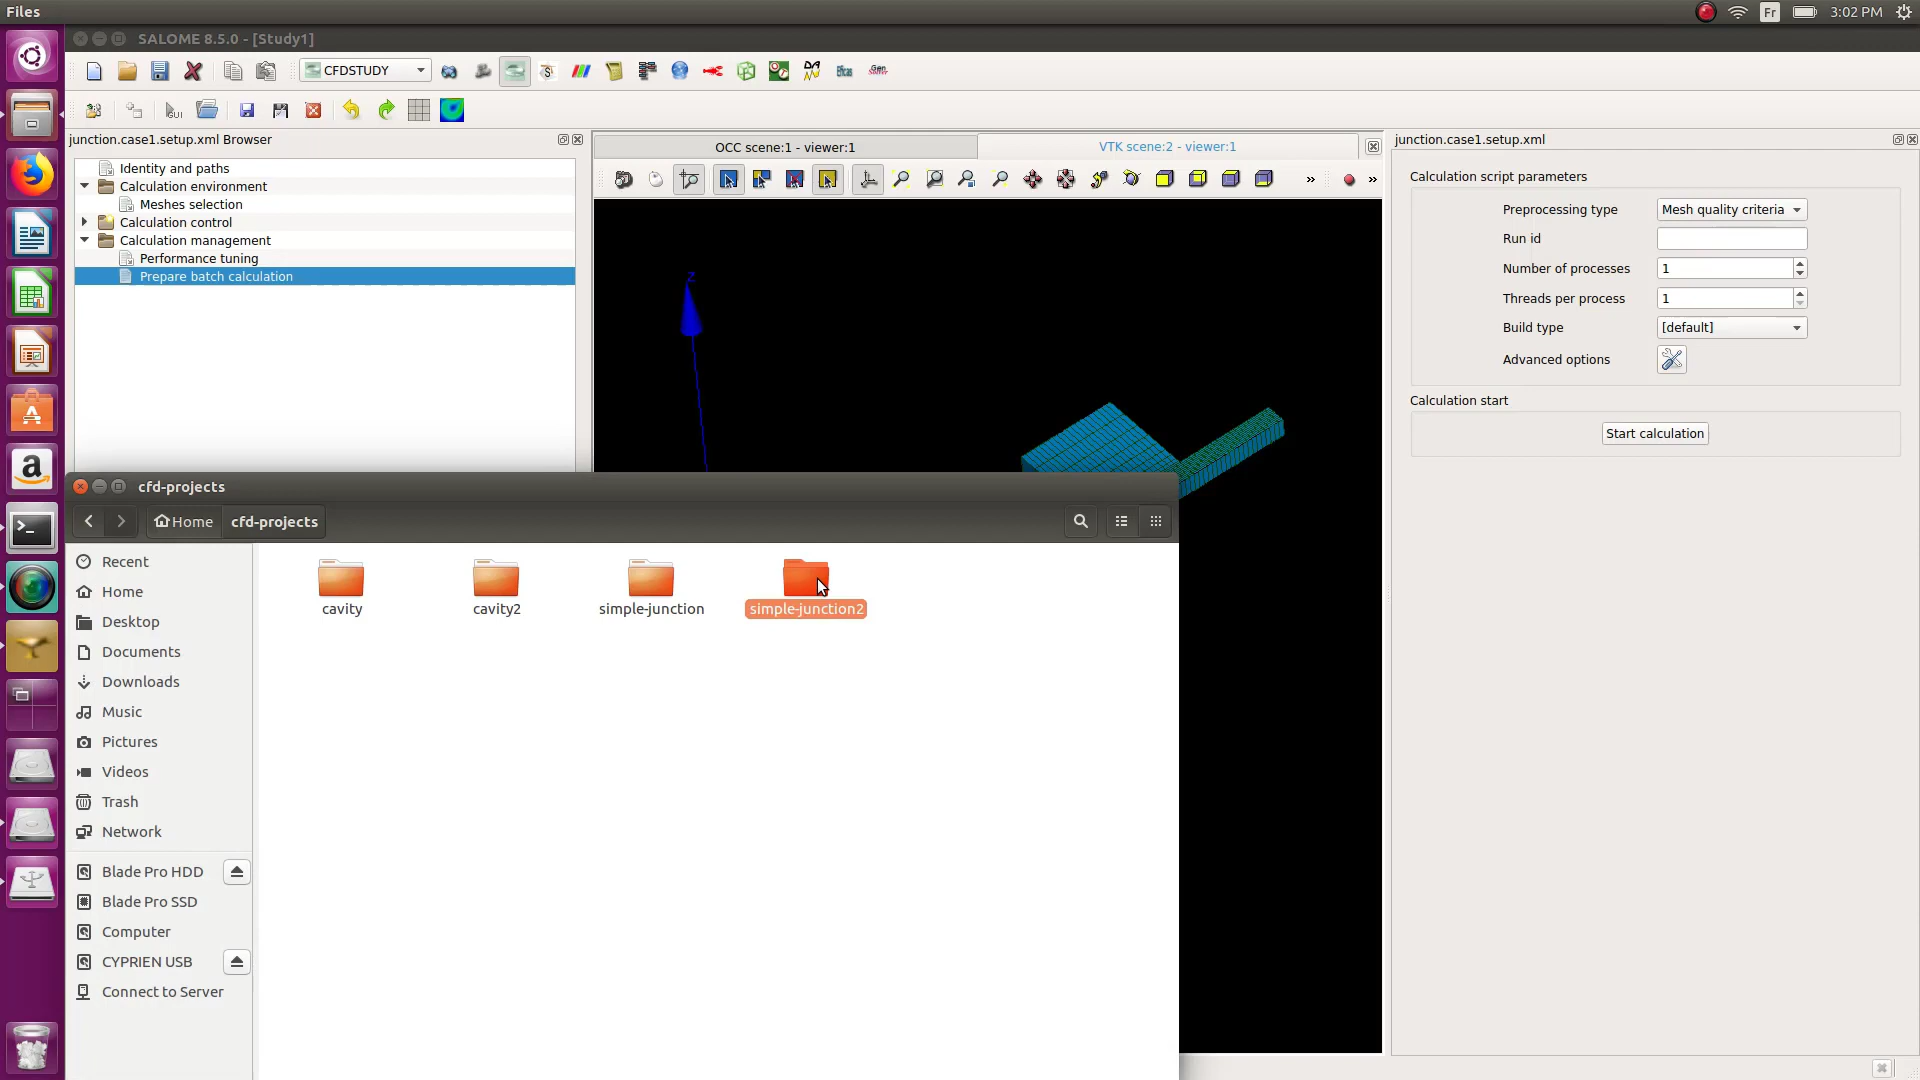 Files
Fr
3:02 PM
SALOME 8.5.0 - [Study1]
CFDSTUDY
junction.case1.setup.xml Browser
Identity and paths
Calculation environment
Meshes selection
Calculation control
Calculation management
Performance tuning
Prepare batch calculation
OCC scene:1 - viewer:1
VTK scene:2 - viewer:1
Z
junction.case1.setup.xml
Calculation script parameters
Preprocessing type
Mesh quality criteria
Run id
Number of processes
1
Threads per process
1
Build type
[default]
Advanced options
Calculation start
Start calculation
cfd-projects
Home
cfd-projects
Recent
Home
Desktop
Documents
Downloads
Music
Pictures
Videos
Trash
Network
Blade Pro HDD
Blade Pro SSD
Computer
CYPRIEN USB
Connect to Server
cavity
cavity2
simple-junction
simple-junction2